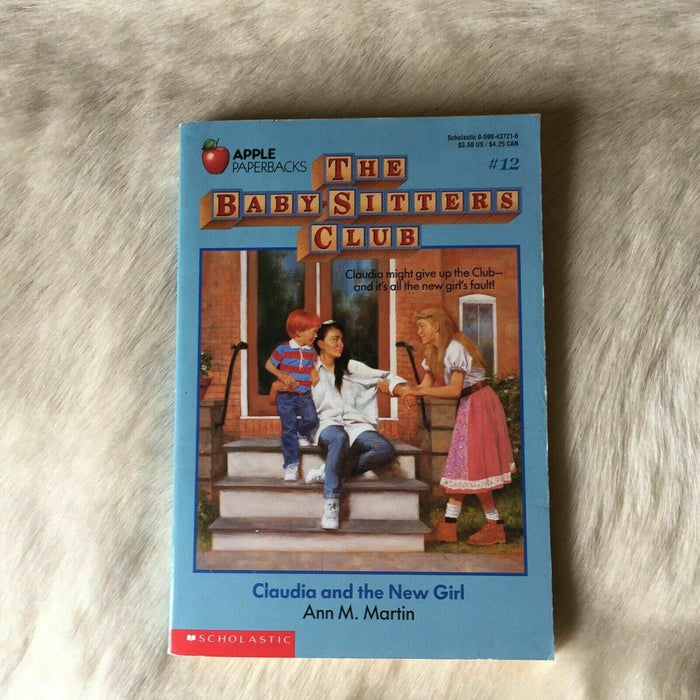 Scholastic 0-590-43721-6
$3.50 US / $4.25 CAN
APPLE
PAPERBACKS
#12
THE
BABY-SITTERS
CLUB
Claudia might give up the Club—
and it's all the new girl's fault!
Claudia and the New Girl
Ann M. Martin
SCHOLASTIC